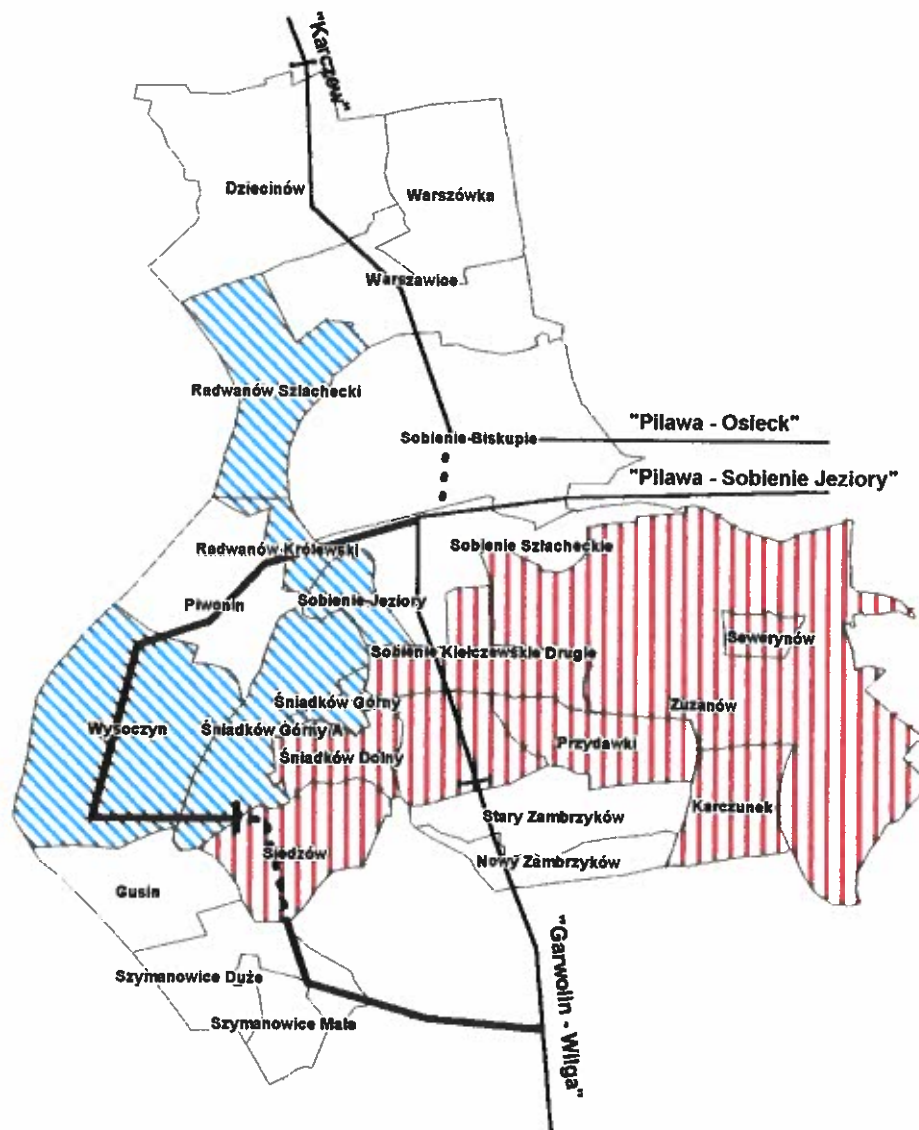 "Karczew"
Dziecinów
Warszówka
Warszawice
Radwanów Szlachecki
"Pilawa - Osieck"
Sobienie-Biskupie
"Pilawa - Sobienie Jeziory"
Sobienie Szlacheckie
Radwanów Królewski
Piwonin
Sobienie Jeziory
Sewerynów
Sobienie Kiełczewskie Drugie
Śniadków Górny
Zuzanów
Wysoczyn
Śniadków Górny A
Przydawki
Śniadków Dolny
Karczunek
Stary Zambrzyków
Siedzów
Nowy Zambrzyków
Gusin
"Garwolin - Wilga"
Szymanowice Duże
Szymanowice Małe